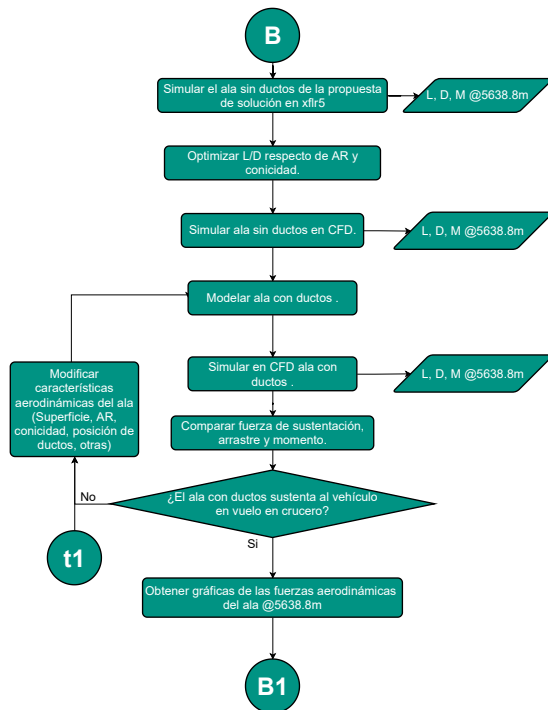 B
Simular el ala sin ductos de la propuesta
de solución en xflr5
L, D, M @5638.8m
Optimizar L/D respecto de AR y
conicidad.
Simular ala sin ductos en CFD.
L, D, M @5638.8m
Modelar ala con ductos .
Modificar
características
aerodinámicas del ala
(Superficie, AR,
conicidad, posición de
ductos, otras)
Simular en CFD ala con
ductos .
L, D, M @5638.8m
Comparar fuerza de sustentación,
arrastre y momento.
¿El ala con ductos sustenta al vehículo
en vuelo en crucero?
No
Si
t1
Obtener gráficas de las fuerzas aerodinámicas
del ala @5638.8m
B1